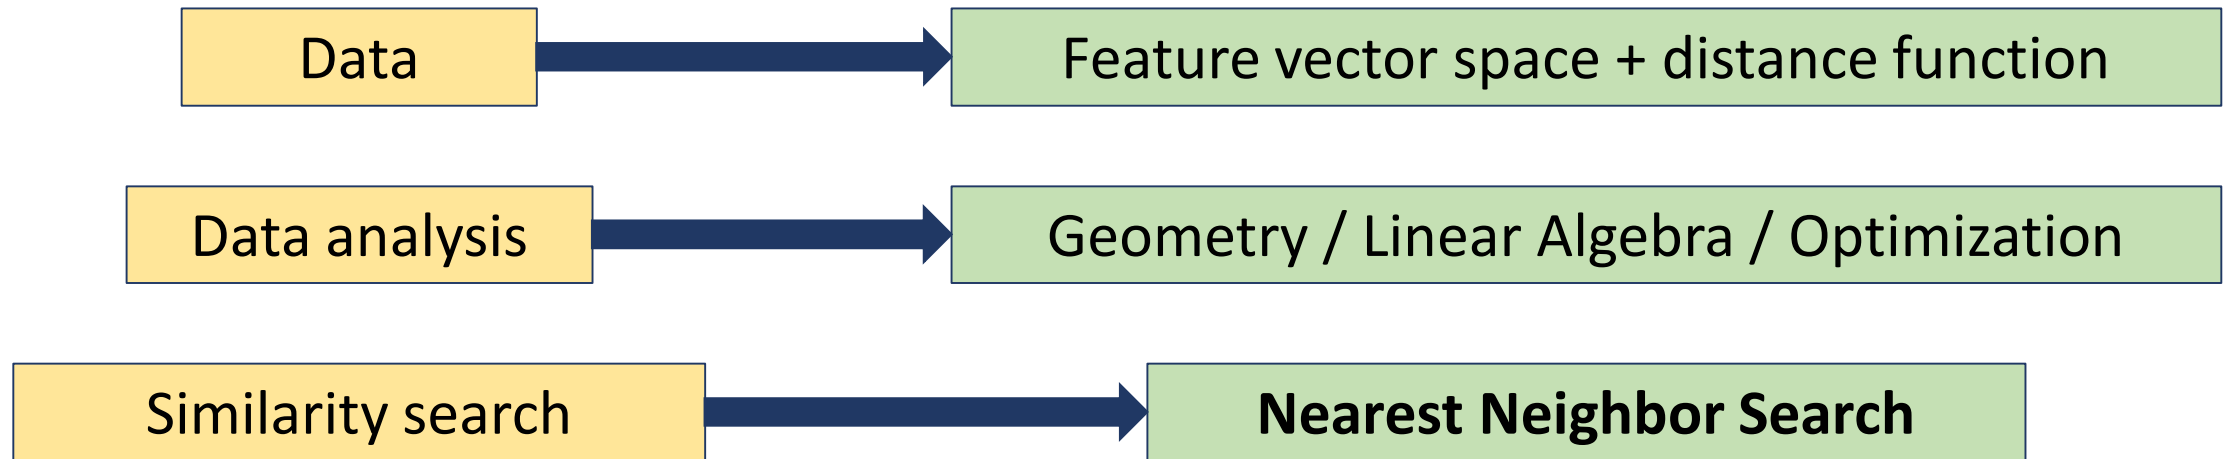 Data
Feature vector space + distance function
Data analysis
Geometry / Linear Algebra / Optimization
Similarity search
Nearest Neighbor Search